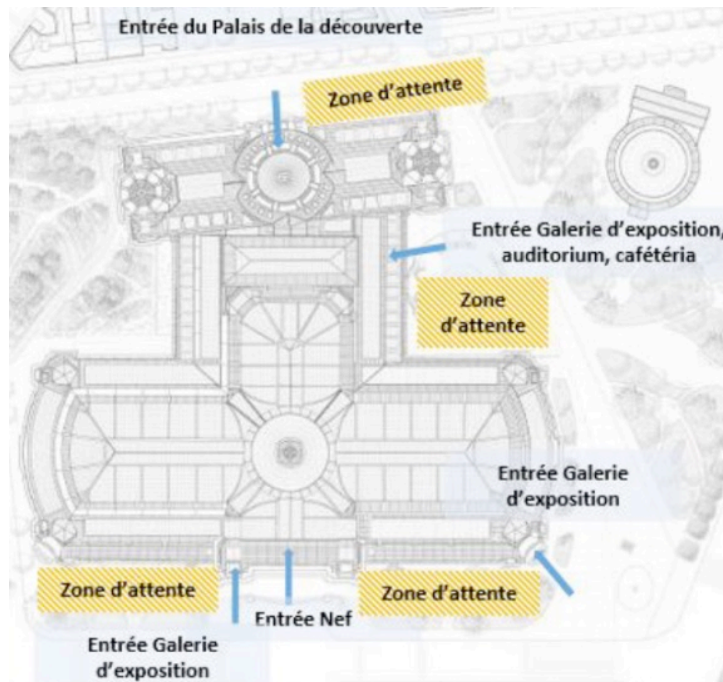 Entrée du Palais de la découverte
Zone d'attente
Entrée Galerie d'exposition,
auditorium, cafétéria
Zone
d'attente
Entrée Galerie
d'exposition
Zone d'attente
Zone d'attente
Entrée Nef
Entrée Galerie
d'exposition